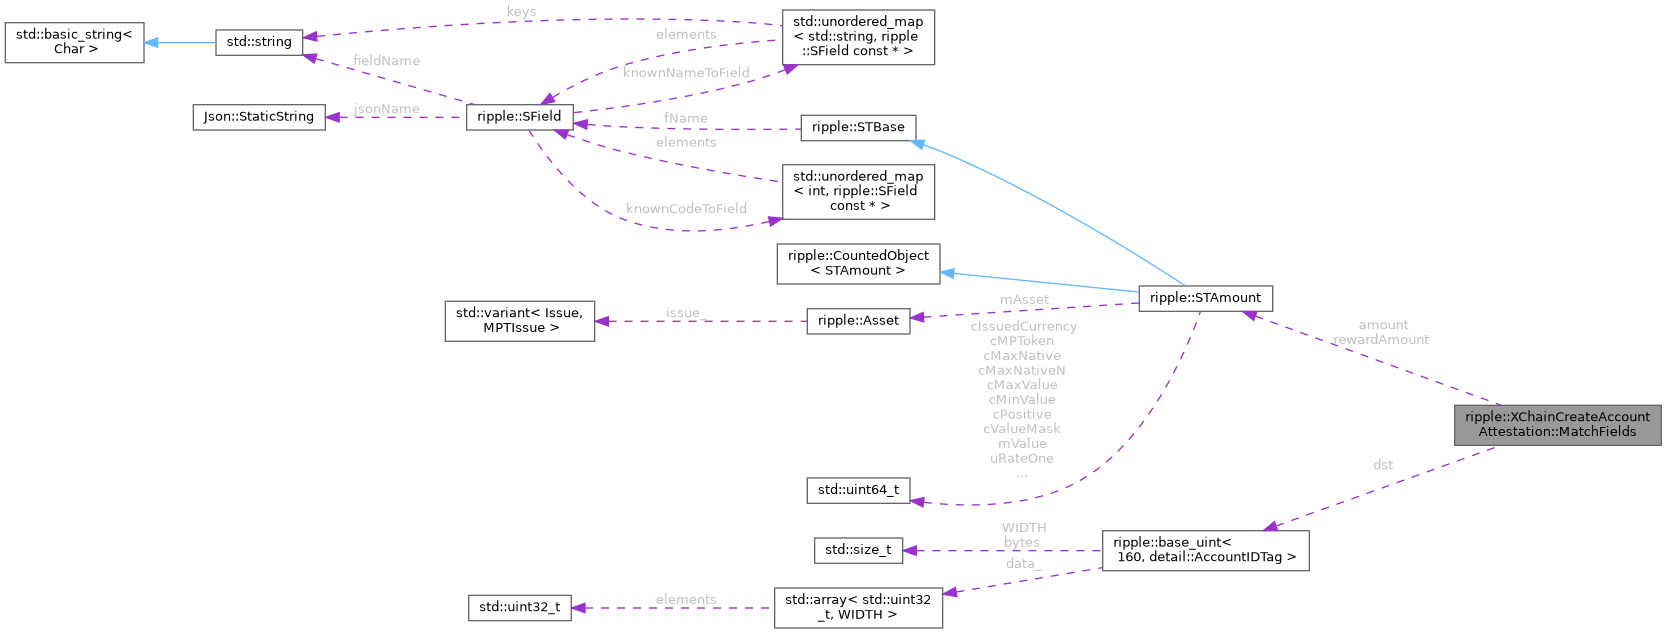 keys
std::unordered_map
< std::string, ripple
::SField const * >
std::basic_string<
Char >
std::string
elements
fieldName
knownNameToField
Json::StaticString
jsonName
ripple::SField
fName
ripple::STBase
elements
std::unordered_map
< int, ripple::SField
const * >
knownCodeToField
ripple::CountedObject
< STAmount >
ripple::STAmount
mAsset
std::variant< Issue,
MPTIssue >
issue_
ripple::Asset
cIssuedCurrency
cMPToken
cMaxNative
cMaxNativeN
cMaxValue
cMinValue
cPositive
cValueMask
mValue
uRateOne
...
amount
rewardAmount
ripple::XChainCreateAccount
Attestation::MatchFields
dst
std::uint64_t
WIDTH
bytes
std::size_t
ripple::base_uint<
160, detail::AccountIDTag >
data_
std::uint32_t
elements
std::array< std::uint32
_t, WIDTH >